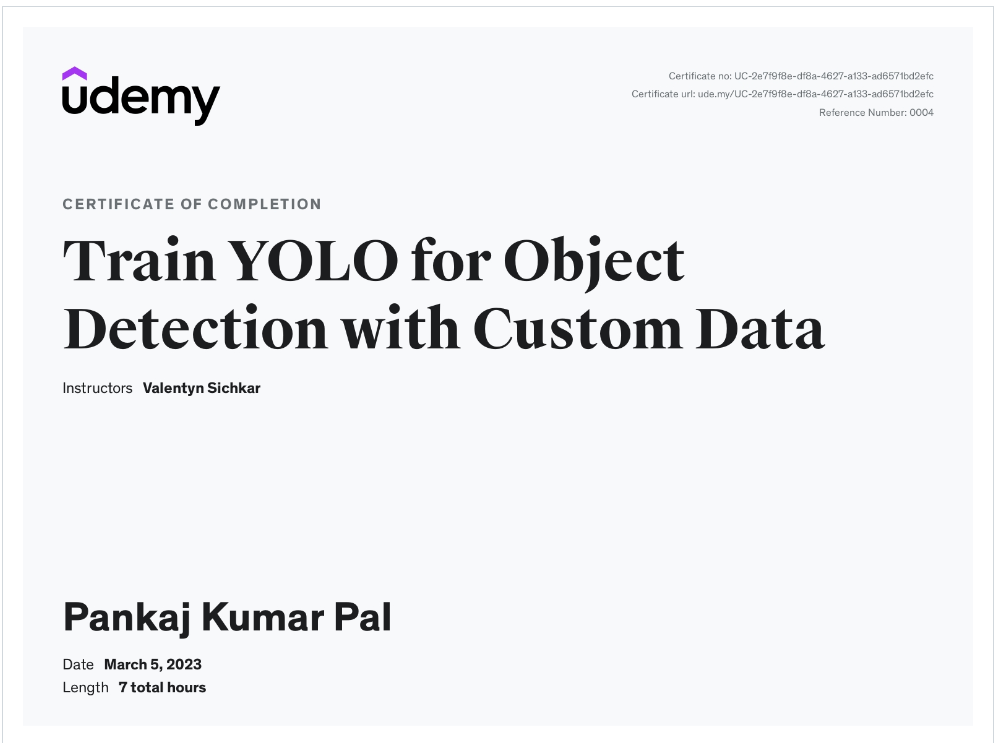 udemy
Certificate no: UC-2e7f9f8e-df8a-4627-a133-ad6571bd2efc
Certificate url: ude.my/UC-2e7f9f8e-df8a-4627-a133-ad6571bd2efc
Reference Number: 0004
CERTIFICATE OF COMPLETION
Train YOLO for Object
Detection with Custom Data
Instructors Valentyn Sichkar
Pankaj Kumar Pal
Date March 5, 2023
Length 7 total hours